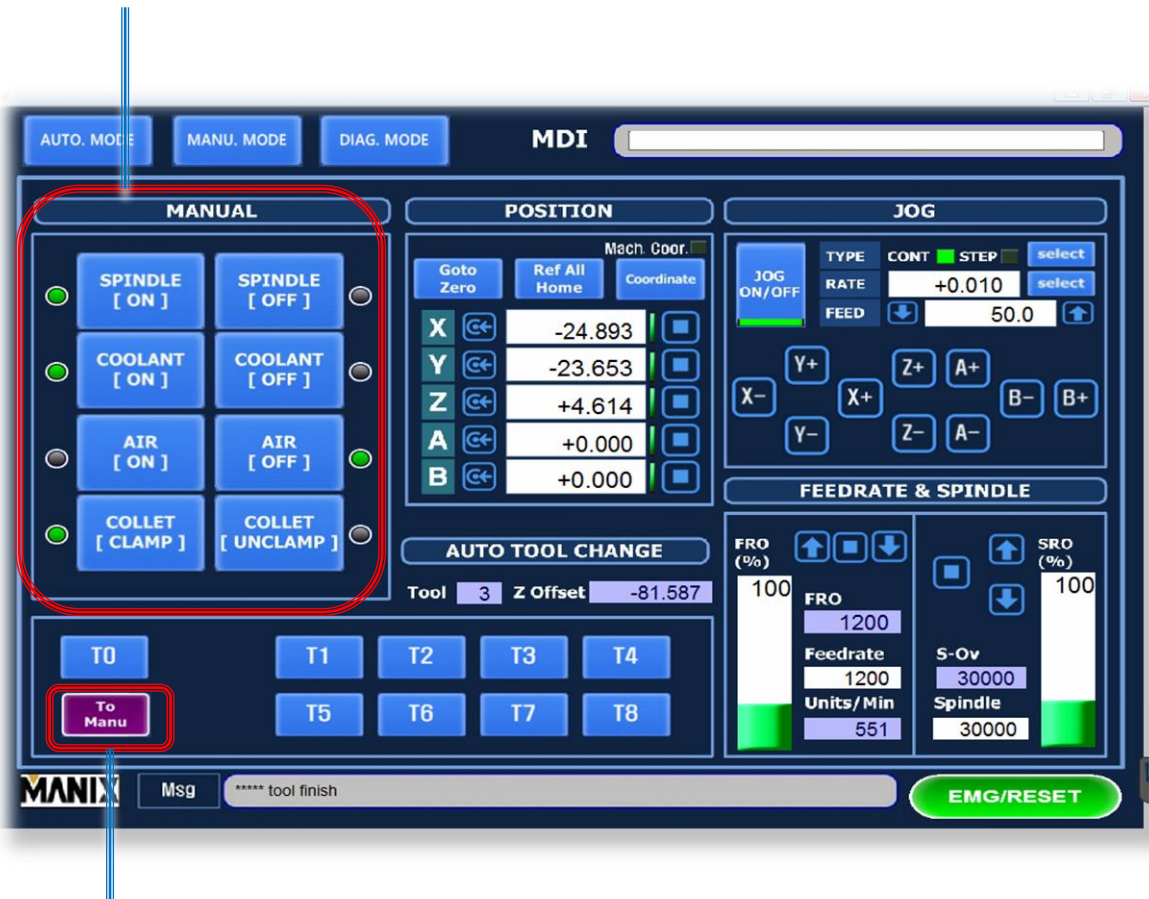 AUTO. MODE
MANU. MODE
DIAG. MODE
MDI
MANUAL
SPINDLE
[ ON ]
SPINDLE
[ OFF ]
COOLANT
[ ON ]
COOLANT
[ OFF ]
AIR
[ ON ]
AIR
[ OFF ]
COLLET
[ CLAMP ]
COLLET
[ UNCLAMP ]
POSITION
Mach. Coor.
Goto
Zero
Ref All
Home
Coordinate
X -24.893
Y -23.653
Z +4.614
A +0.000
B +0.000
AUTO TOOL CHANGE
Tool 3 Z Offset -81.587
JOG
JOG
ON/OFF
TYPE CONT STEP select
RATE +0.010 select
FEED 50.0
Y+
Z+ A+
X- X+ B- B+
Y-
Z- A-
FEEDRATE & SPINDLE
FRO
(%)
100
FRO
1200
Feedrate
1200
Units/Min
551
SRO
(%)
100
S-Ov
30000
Spindle
30000
T0 T1 T2 T3 T4
To
Manu
T5 T6 T7 T8
MANIX
Msg ***** tool finish
EMG/RESET